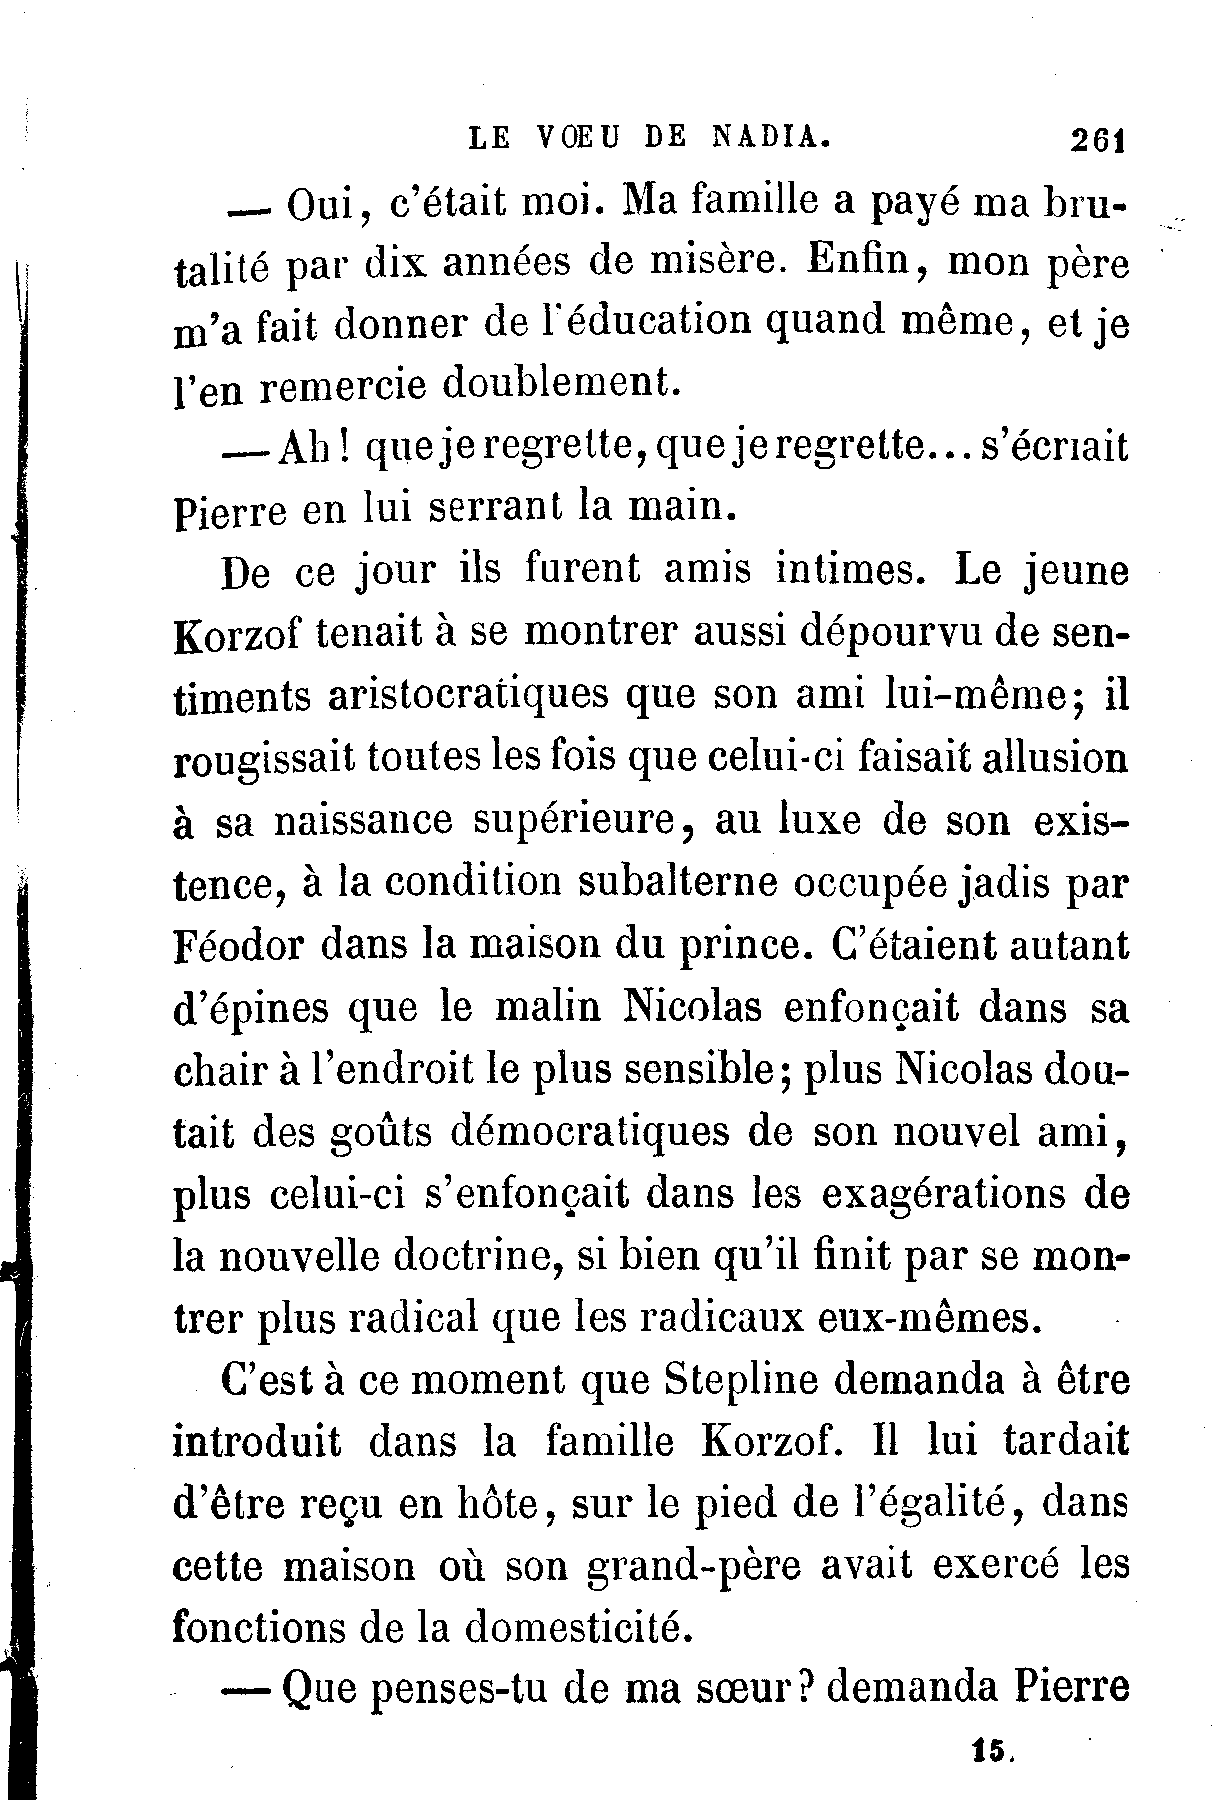 LE VŒU DE NADIA. 261
— Oui, c'était moi. Ma famille a payé ma bru-
talité par dix années de misère. Enfin, mon père
m'a fait donner de l'éducation quand même, et je
l'en remercie doublement.
— Ah! que je regrette, que je regrette... s'écriait
Pierre en lui serrant la main.
De ce jour ils furent amis intimes. Le jeune
Korzof tenait à se montrer aussi dépourvu de sen-
timents aristocratiques que son ami lui-même; il
rougissait toutes les fois que celui-ci faisait allusion
à sa naissance supérieure, au luxe de son exis-
tence, à la condition subalterne occupée jadis par
Féodor dans la maison du prince. C'étaient autant
d'épines que le malin Nicolas enfonçait dans sa
chair à l'endroit le plus sensible; plus Nicolas dou-
tait des goûts démocratiques de son nouvel ami,
plus celui-ci s'enfonçait dans les exagérations de
la nouvelle doctrine, si bien qu'il finit par se mon-
trer plus radical que les radicaux eux-mêmes.
C'est à ce moment que Stepline demanda à être
introduit dans la famille Korzof. Il lui tardait
d'être reçu en hôte, sur le pied de l'égalité, dans
cette maison où son grand-père avait exercé les
fonctions de la domesticité.
— Que penses-tu de ma sœur? demanda Pierre
15.